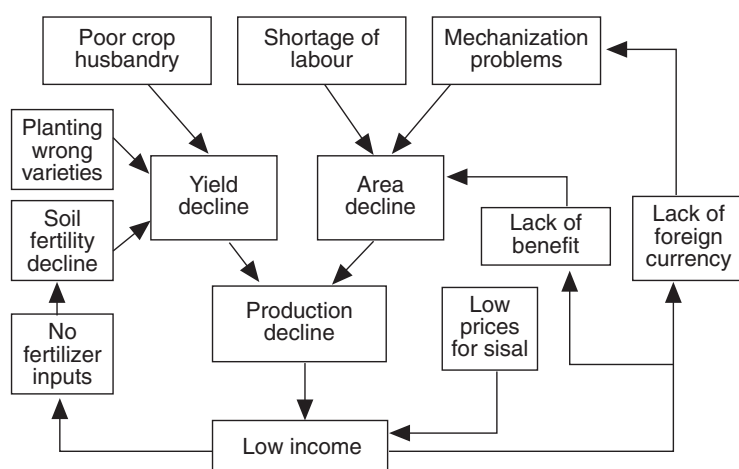 Poor crop
husbandry
Shortage of
labour
Mechanization
problems
Planting
wrong
varieties
Yield
decline
Area
decline
Soil
fertility
decline
Lack of
benefit
Lack of
foreign
currency
Production
decline
Low
prices
for sisal
No
fertilizer
inputs
Low income